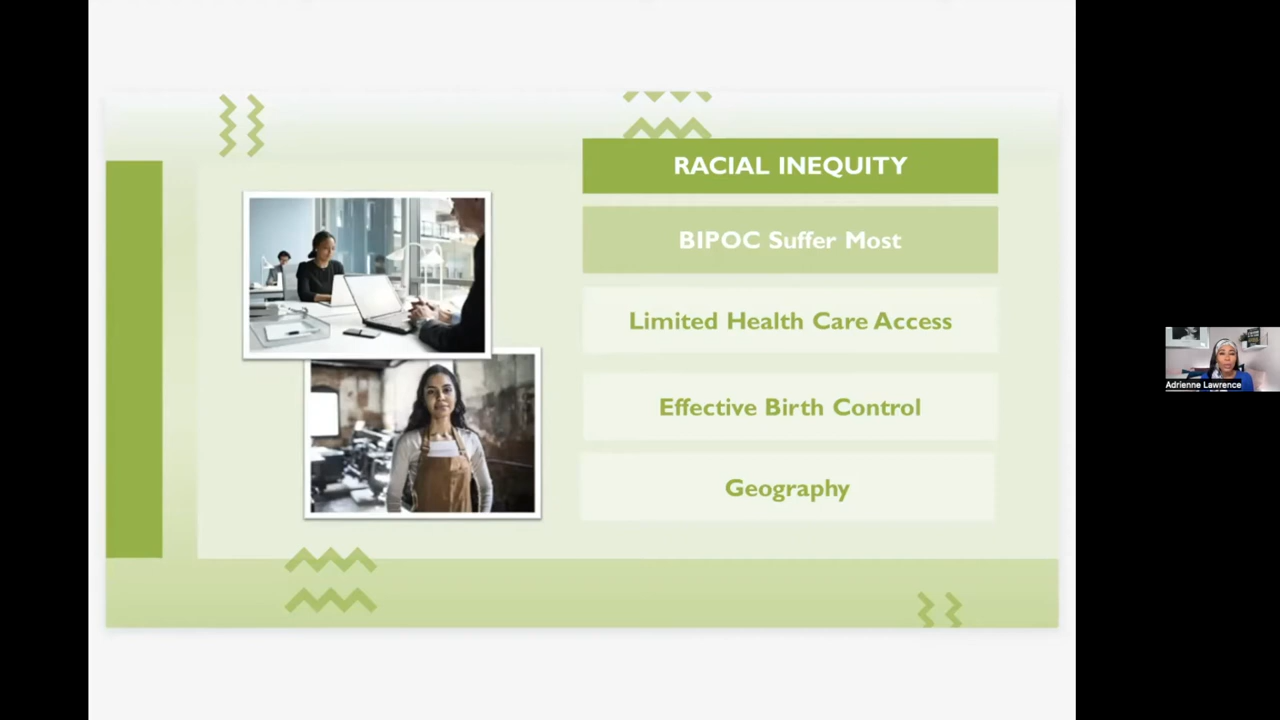 RACIAL INEQUITY
BIPOC Suffer Most
Limited Health Care Access
Effective Birth Control
Geography
Adrienne Lawrence